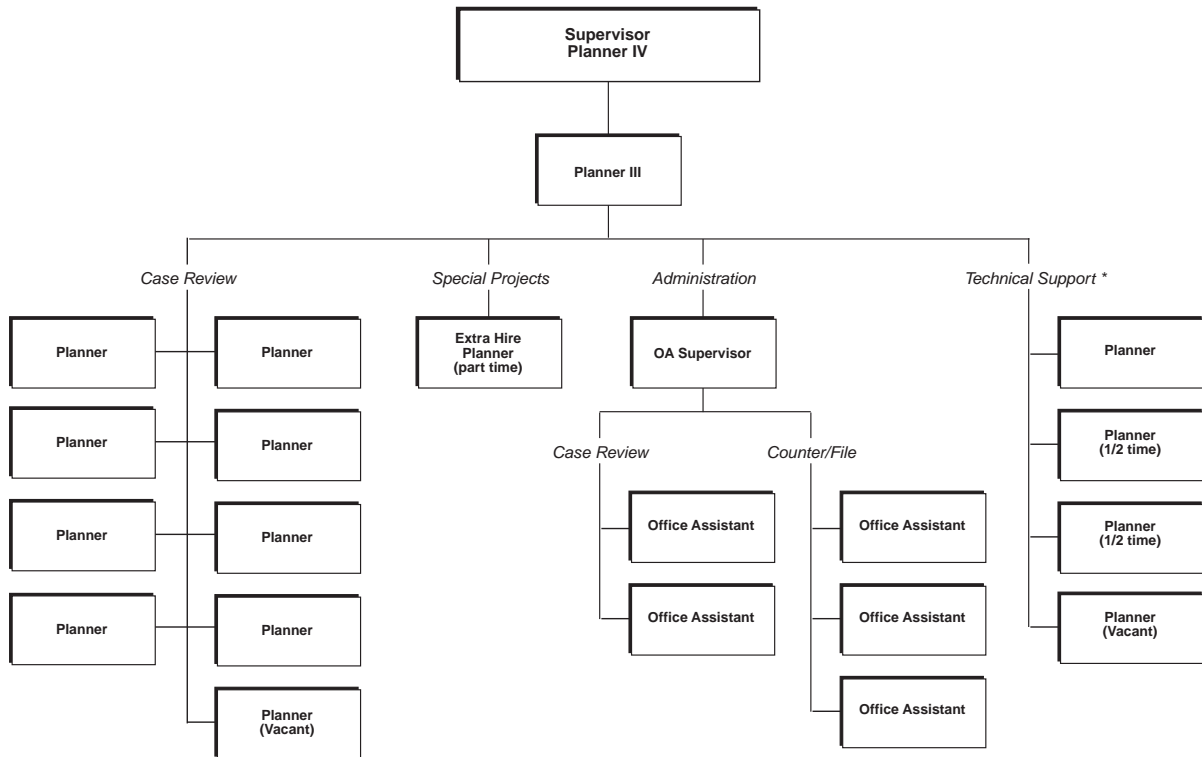 Supervisor
Planner IV
Planner III
Case Review
Special Projects
Administration
Technical Support *
Planner
Planner
Extra Hire
Planner
(part time)
OA Supervisor
Planner
Planner
Planner
Case Review
Counter/File
Planner
(1/2 time)
Planner
Planner
Office Assistant
Office Assistant
Planner
(1/2 time)
Planner
Planner
Office Assistant
Office Assistant
Planner
(Vacant)
Planner
(Vacant)
Office Assistant